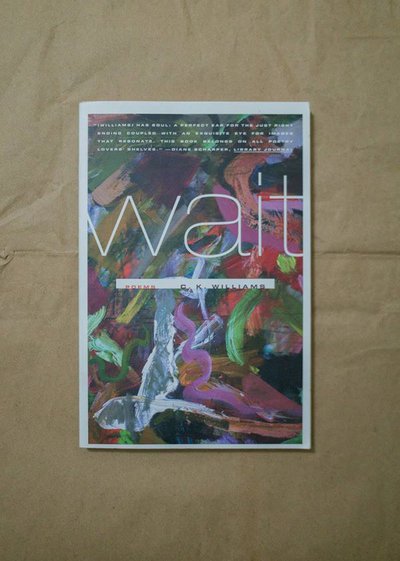 "[WILLIAMS] HAS SOUL: A PERFECT EAR FOR THE JUST RIGHT
ENDING COUPLED WITH AN EXQUISITE EYE FOR IMAGES
THAT RESONATE. THIS BOOK BELONGS ON ALL POETRY
LOVERS' SHELVES." —DIANE SCHARPER, LIBRARY JOURNAL
wait
POEMS C. K. WILLIAMS